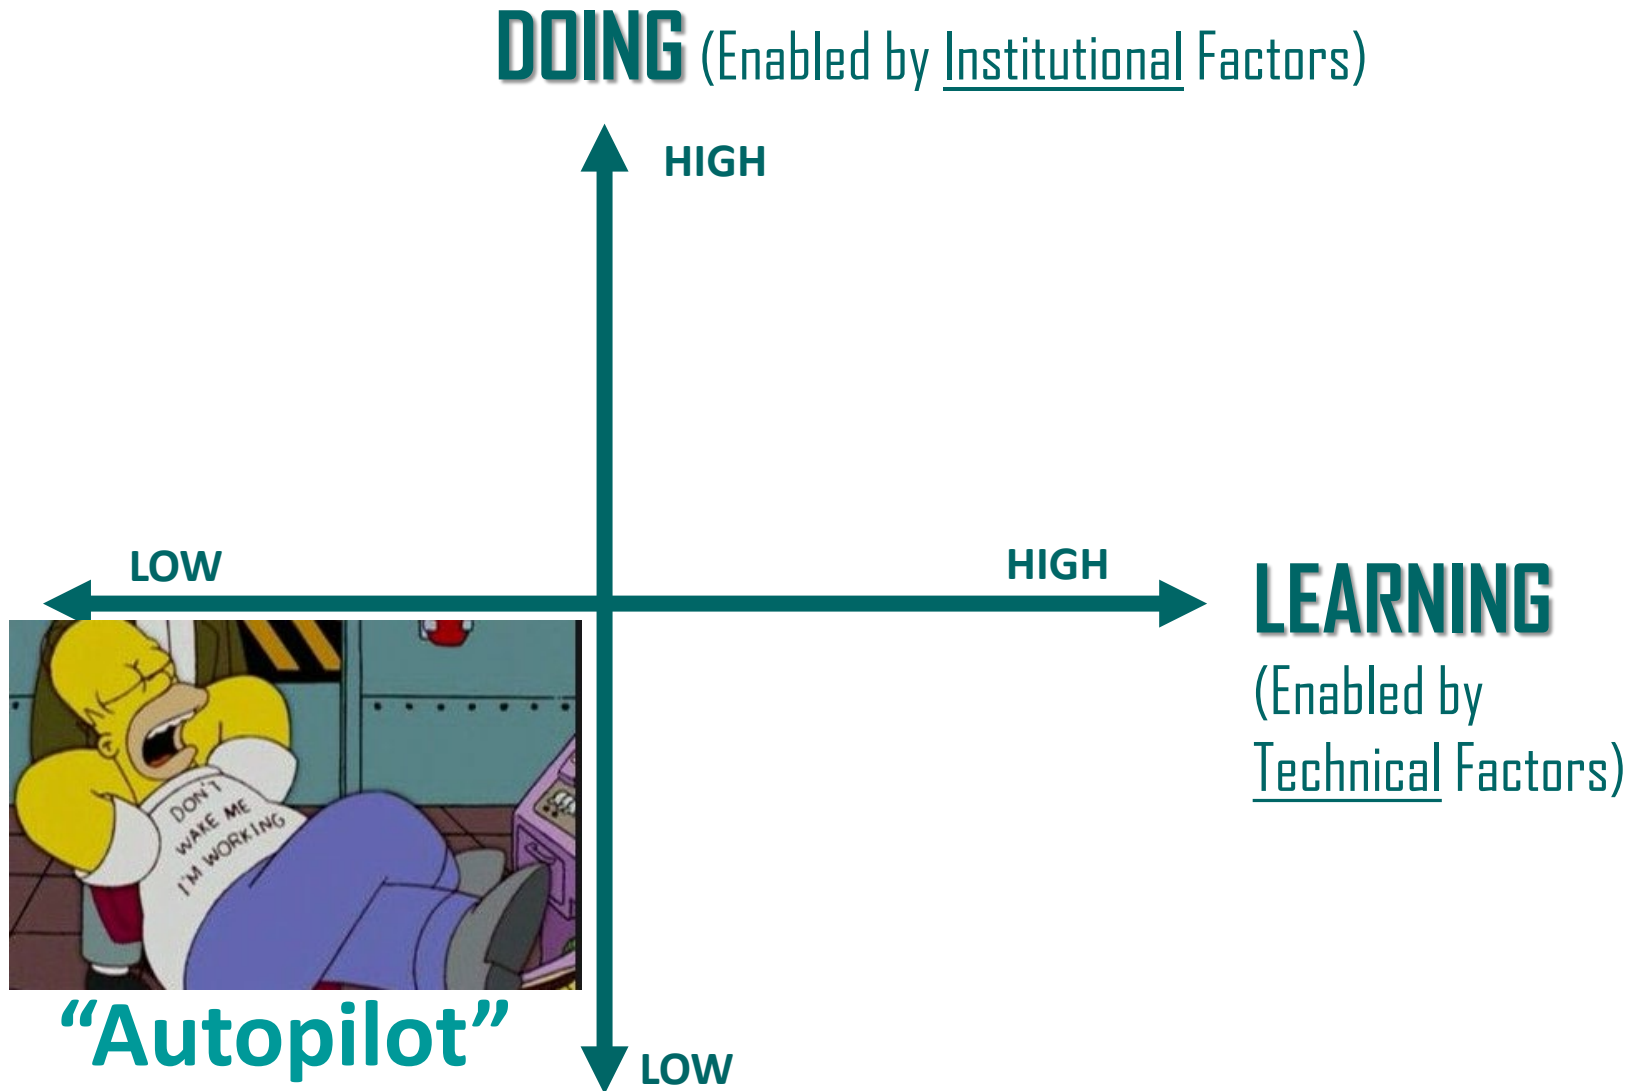 DOING (Enabled by Institutional Factors)
HIGH
LOW
HIGH
LEARNING
(Enabled by
Technical Factors)
DON'T
WAKE ME
I'M WORKING
“Autopilot”
LOW